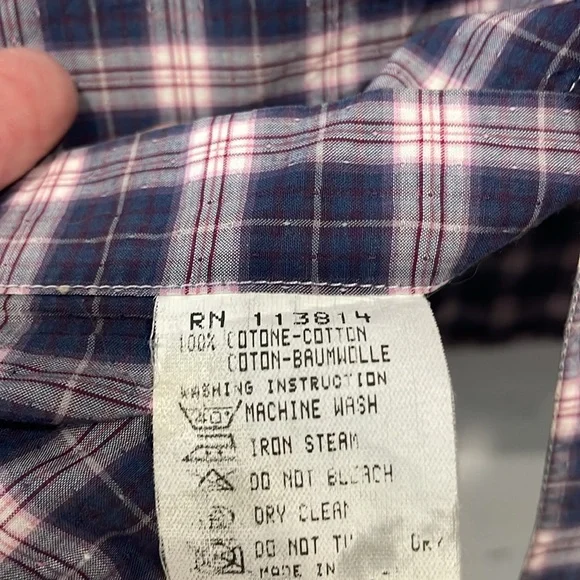 RN 113814
100% COTONE-COTTON
COTON-BAUMWOLLE
WASHING INSTRUCTION
40° MACHINE WASH
IRON STEAM
DO NOT BLEACH
DRY CLEAN
DO NOT DRY
MADE IN